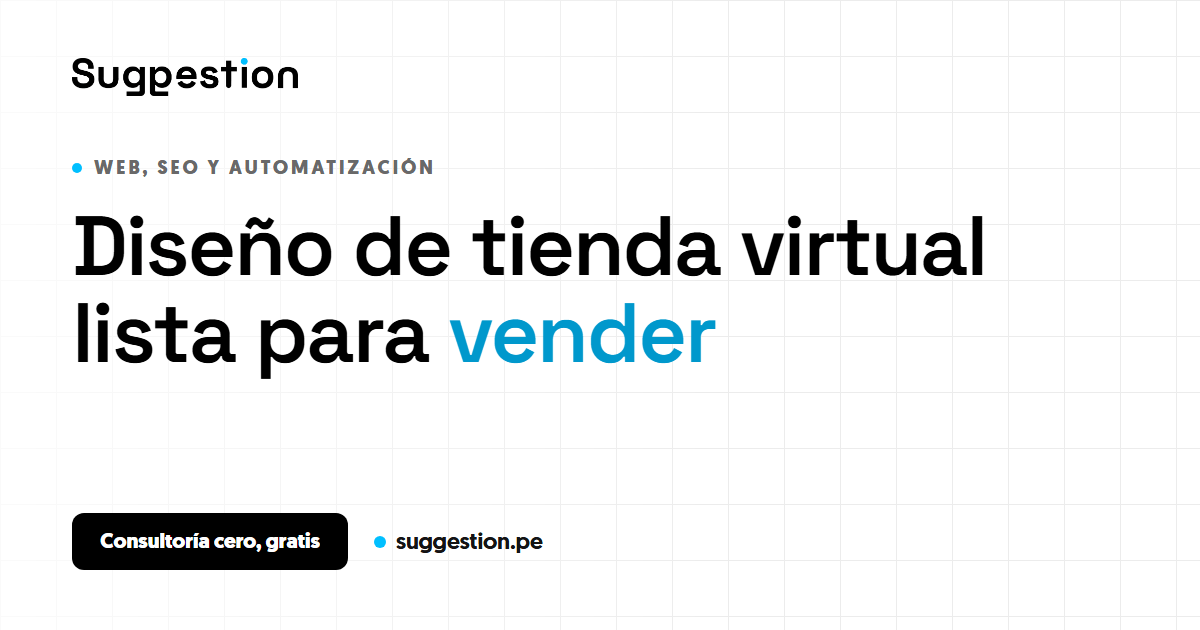 Suggestion
WEB, SEO Y AUTOMATIZACIÓN
Diseño de tienda virtual
lista para vender
Consultoría cero, gratis
suggestion.pe